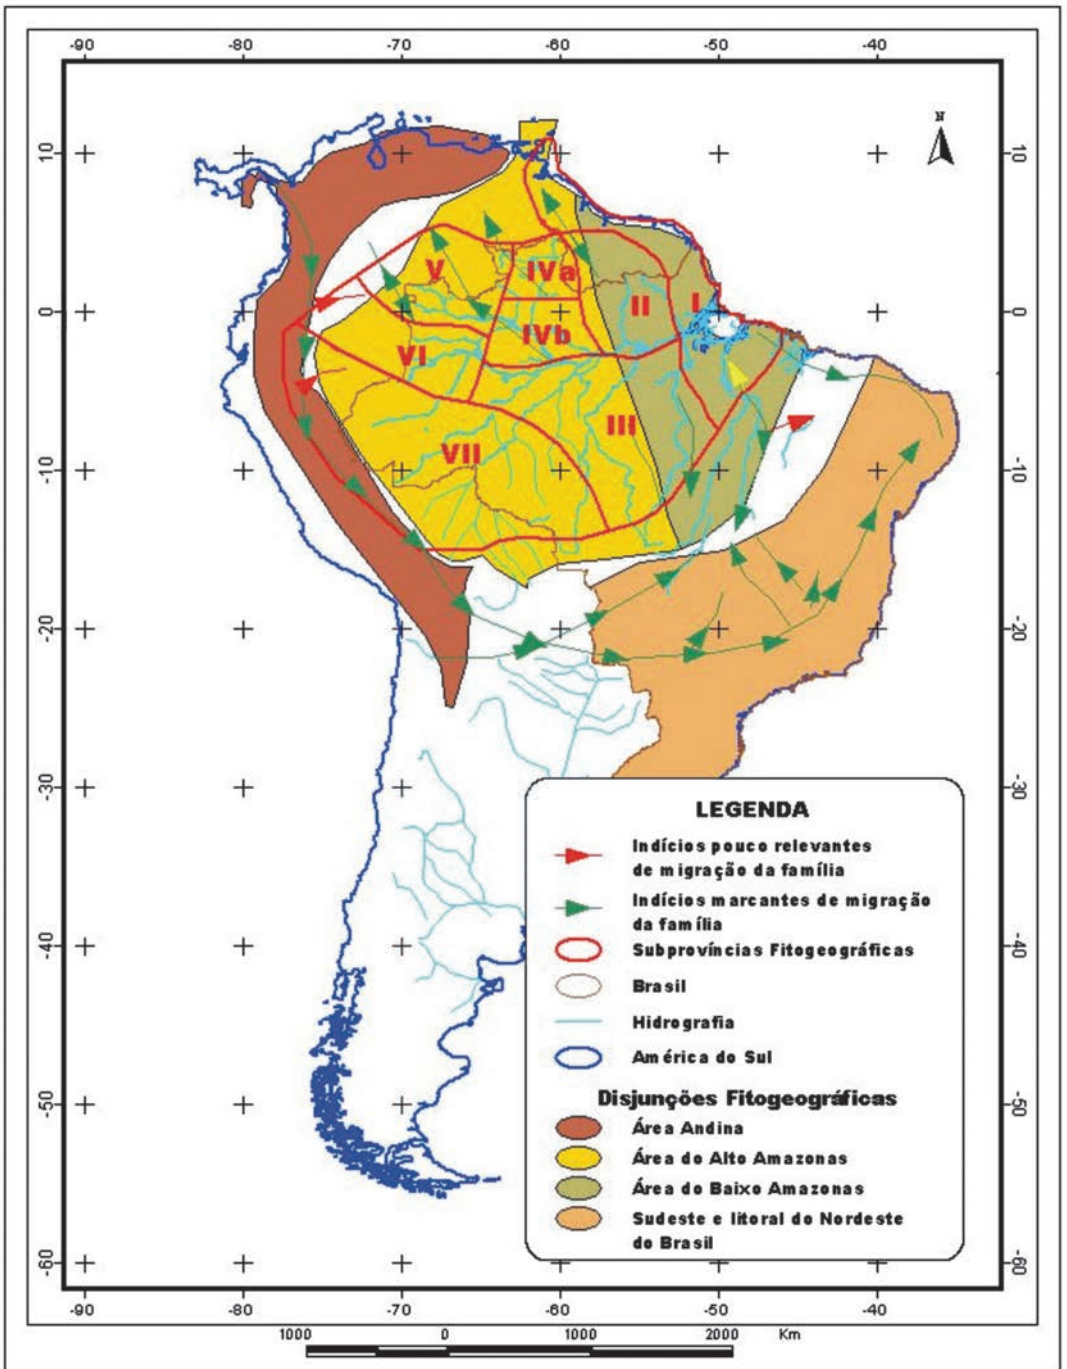 -90 -80 -70 -60 -50 -40
N
10 10
V IVa
II I
0 0
IVb
VI
III
VII
-10 -10
-20 -20
-30 -30
LEGENDA
Indícios pouco relevantes
de migração da família
Indícios marcantes de migração
da família
-40 -40
Subprovíncias Fitogeográficas
Brasil
Hidrografia
América do Sul
-50 -50
Disjunções Fitogeográficas
Área Andina
Área do Alto Amazonas
Área do Baixo Amazonas
Sudeste e litoral do Nordeste
do Brasil
-60 -60
-90 -80 -70 -60 -50 -40
1000 0 1000 2000 Km